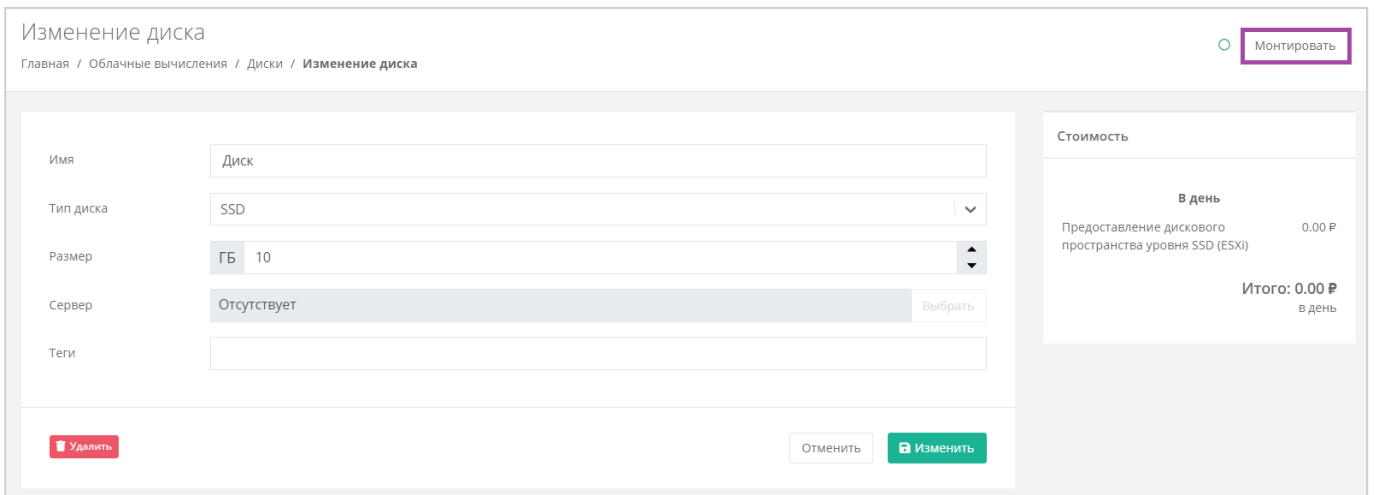 Изменение диска
Главная / Облачные вычисления / Диски / Изменение диска
Монтировать
Имя
Диск
Тип диска
SSD
Размер
ГБ 10
Сервер
Отсутствует
Выбрать
Теги
Удалить
Отменить
Изменить
Стоимость
В день
Предоставление дискового 0.00 ₽
пространства уровня SSD (ESXi)
Итого: 0.00 ₽
в день